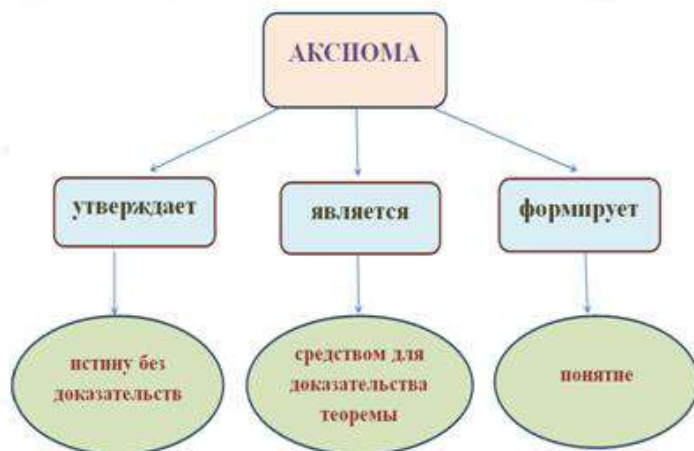 АКСИОМА
утверждает
является
формирует
истину без
доказательств
средством для
доказательства
теоремы
понятие